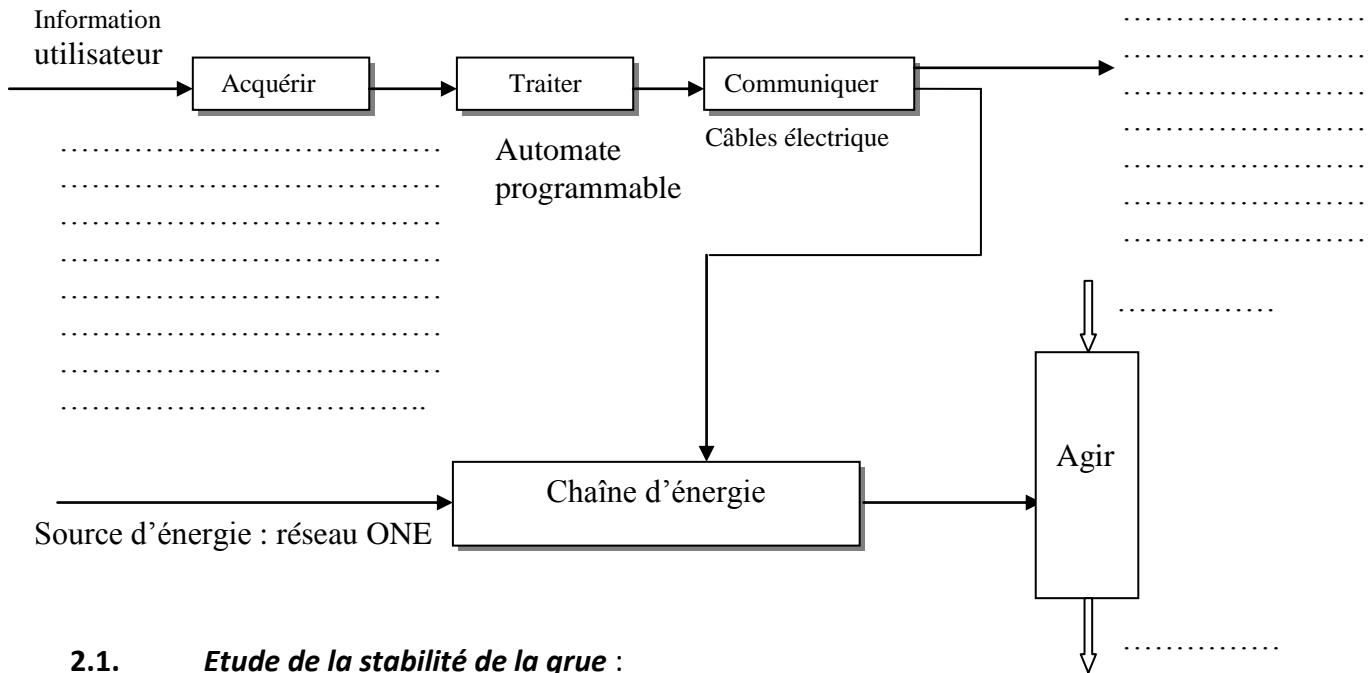 Information
utilisateur
Acquérir
Traiter
Communiquer
Automate
programmable
Câbles électrique
……………………………………
……………………………………
……………………………………
……………………………………
……………………………………
……………………………………
……………………………………
………………………………..
……………………
……………………
……………………
……………………
……………………
……………………
……………………
……………
Agir
Chaîne d’énergie
Source d’énergie : réseau ONE
……………
2.1. Etude de la stabilité de la grue :